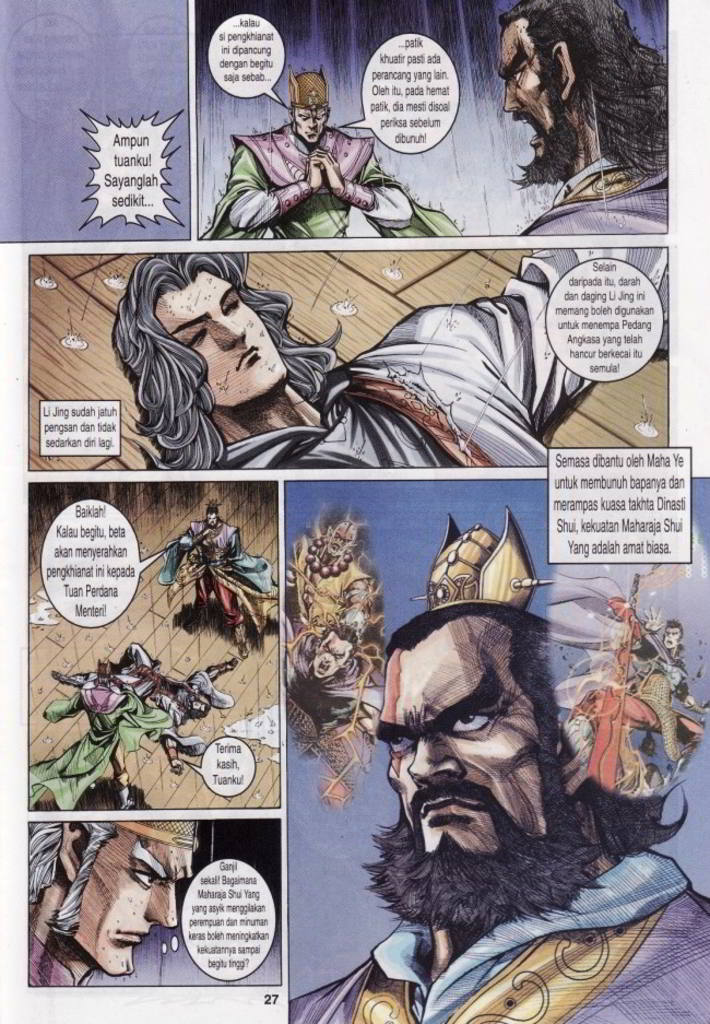 Ampun
tuanku!
Sayanglah
sedikit...
...kalau
si pengkhianat
ini dipancung
dengan begitu
saja sebab...
...patik
khuatir pasti ada
perancang yang lain.
Oleh itu, pada hemat
patik, dia mesti disoal
periksa sebelum
dibunuh!
Selain
daripada itu, darah
dan daging Li Jing ini
memang boleh digunakan
untuk menempa Pedang
Angkasa yang telah
hancur berkecai itu
semula!
Li Jing sudah jatuh
pengsan dan tidak
sedarkan diri lagi.
Baiklah!
Kalau begitu, beta
akan menyerahkan
pengkhianat ini kepada
Tuan Perdana
Menteri!
Terima
kasih,
Tuanku!
Semasa dibantu oleh Maha Ye
untuk membunuh bapanya dan
merampas kuasa takhta Dinasti
Shui, kekuatan Maharaja Shui
Yang adalah amat biasa.
Ganjil
sekali! Bagaimana
Maharaja Shui Yang
yang asyik menggilakan
perempuan dan minuman
keras boleh meningkatkan
kekuatannya sampai
begitu tinggi?
27